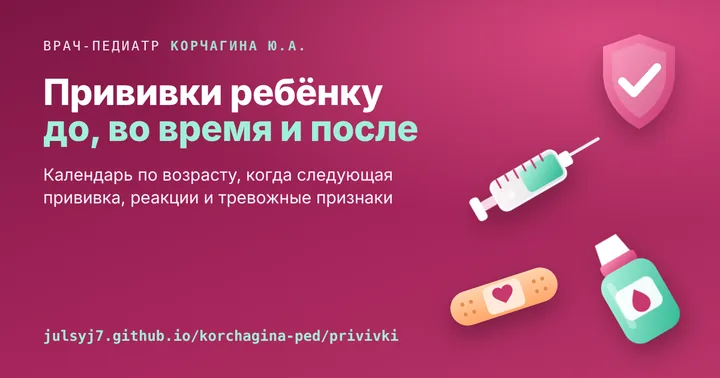 ВРАЧ-ПЕДИАТР КОРЧАГИНА Ю.А.
Прививки ребёнку
до, во время и после
Календарь по возрасту, когда следующая
прививка, реакции и тревожные признаки
julsyj7.github.io/korchagina-ped/privivki